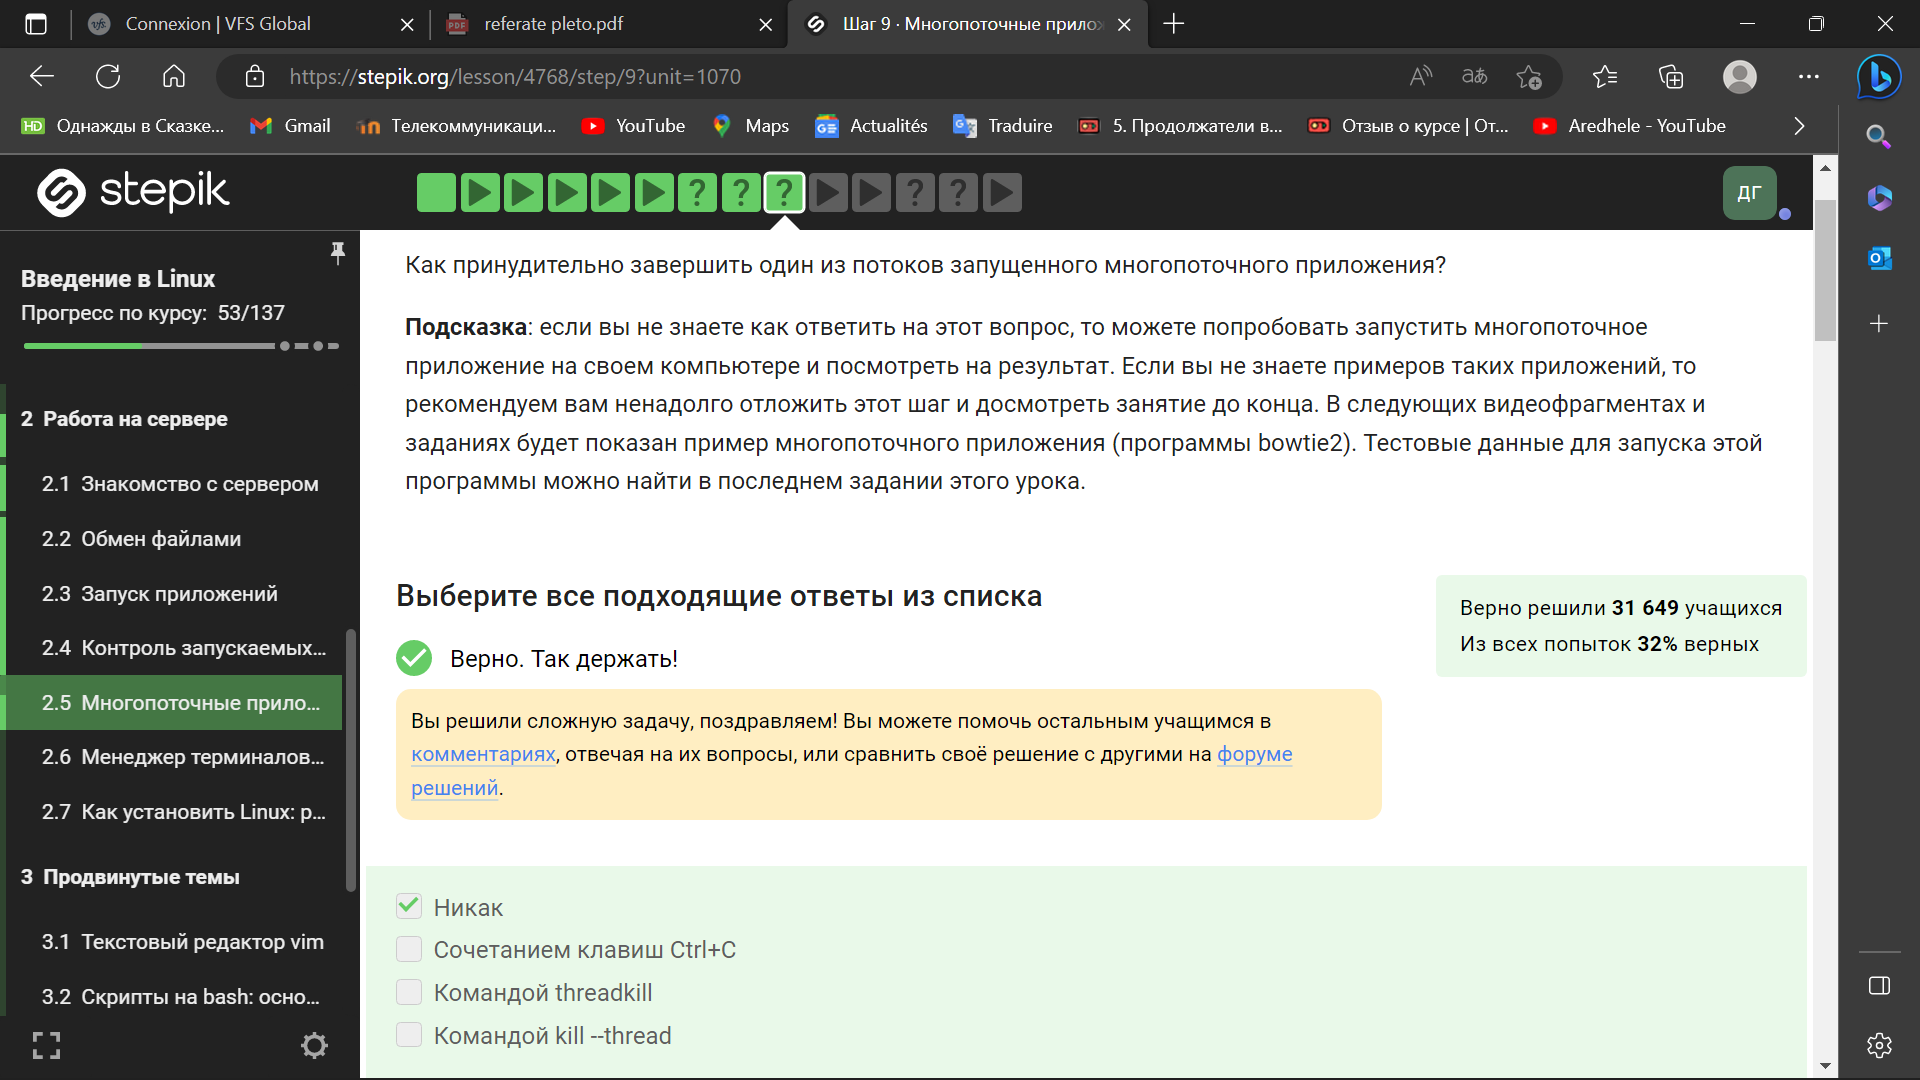 Connexion | VFS Global
referate pleto.pdf
Шаг 9 · Многопоточные прило
https://stepik.org/lesson/4768/step/9?unit=1070
Однажды в Сказке...
Gmail
Телекоммуникаци...
YouTube
Maps
Actualités
Traduire
5. Продолжатели в...
Отзыв о курсе | От...
Aredhele - YouTube
stepik
ДГ
Введение в Linux
Прогресс по курсу: 53/137
2 Работа на сервере
2.1 Знакомство с сервером
2.2 Обмен файлами
2.3 Запуск приложений
2.4 Контроль запускаемых...
2.5 Многопоточные прило...
2.6 Менеджер терминалов...
2.7 Как установить Linux: р...
3 Продвинутые темы
3.1 Текстовый редактор vim
3.2 Скрипты на bash: осно...
Как принудительно завершить один из потоков запущенного многопоточного приложения?
Подсказка: если вы не знаете как ответить на этот вопрос, то можете попробовать запустить многопоточное
приложение на своем компьютере и посмотреть на результат. Если вы не знаете примеров таких приложений, то
рекомендуем вам ненадолго отложить этот шаг и досмотреть занятие до конца. В следующих видеофрагментах и
заданиях будет показан пример многопоточного приложения (программы bowtie2). Тестовые данные для запуска этой
программы можно найти в последнем задании этого урока.
Выберите все подходящие ответы из списка
Верно решили 31 649 учащихся
Из всех попыток 32% верных
Верно. Так держать!
Вы решили сложную задачу, поздравляем! Вы можете помочь остальным учащимся в
комментариях, отвечая на их вопросы, или сравнить своё решение с другими на форуме
решений.
Никак
Сочетанием клавиш Ctrl+C
Командой threadkill
Командой kill --thread